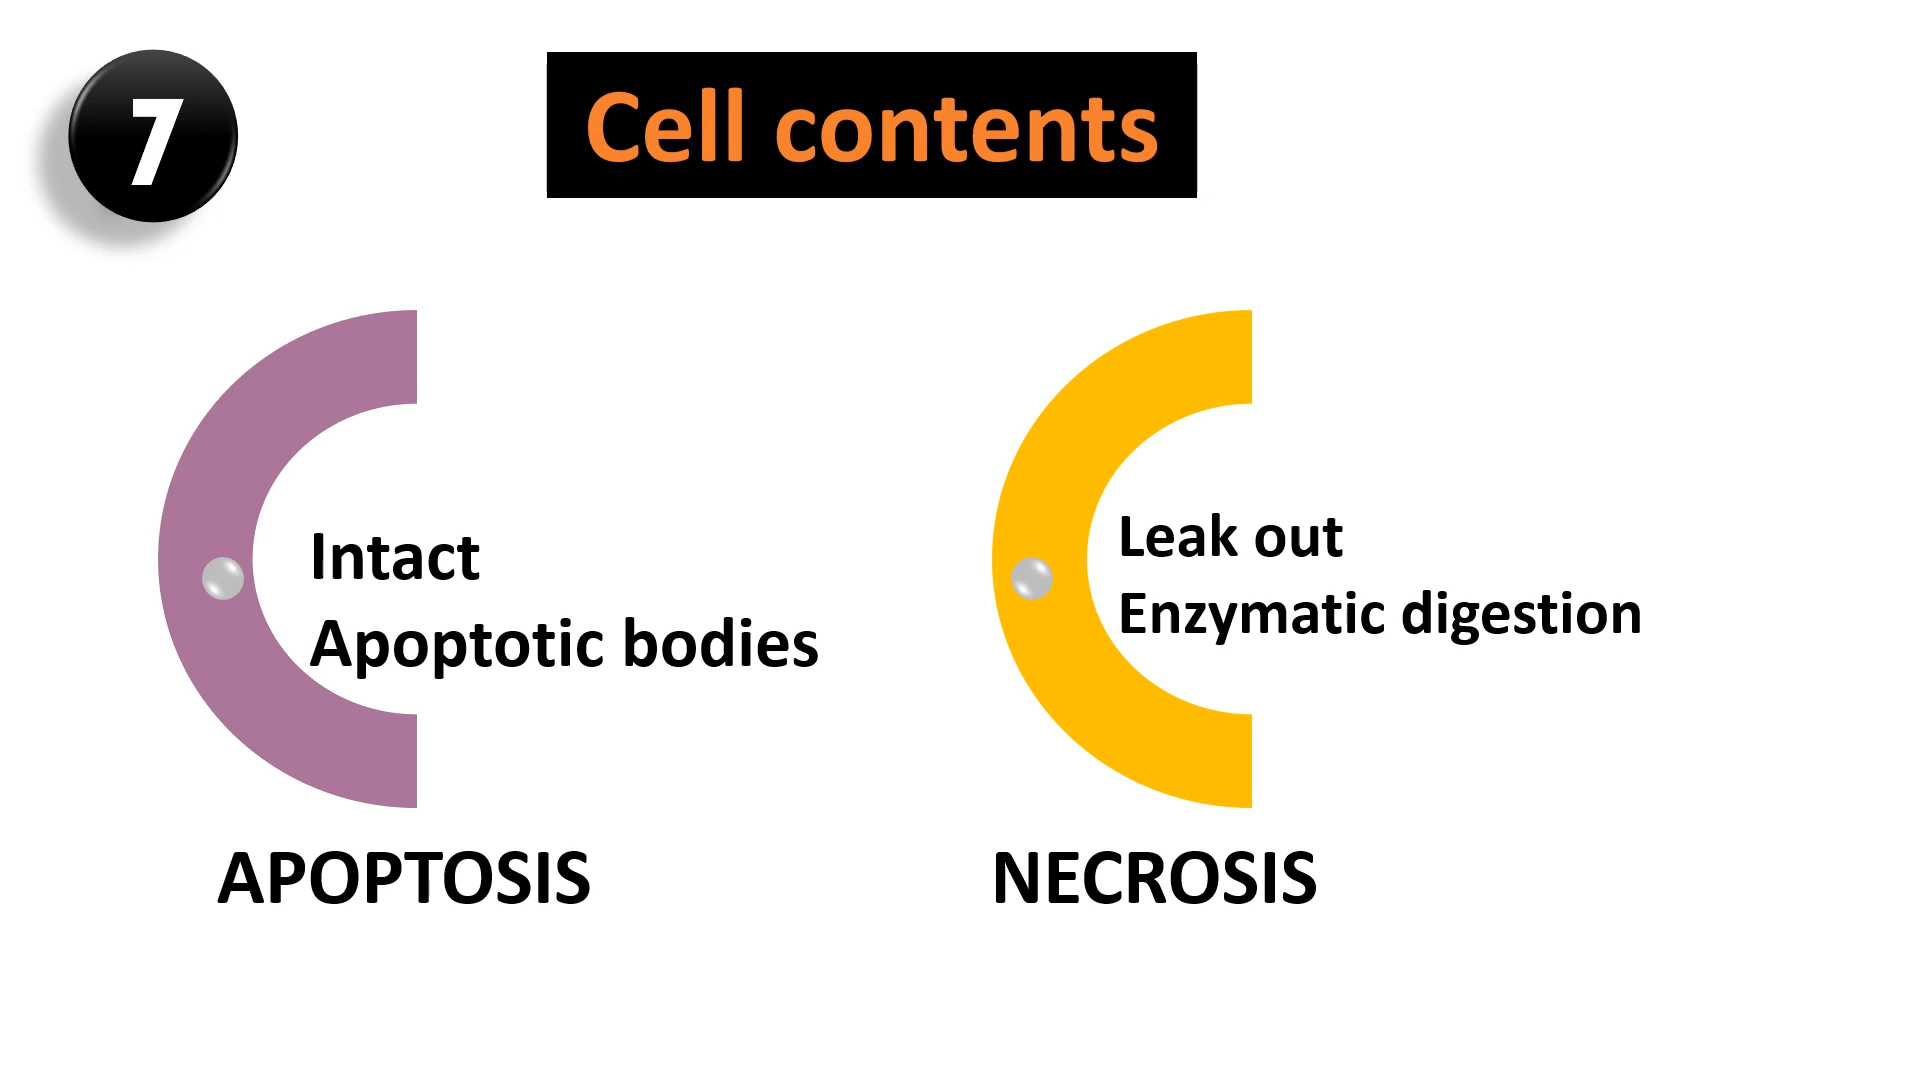 7
Cell contents
Intact
Apoptotic bodies
Leak out
Enzymatic digestion
APOPTOSIS
NECROSIS